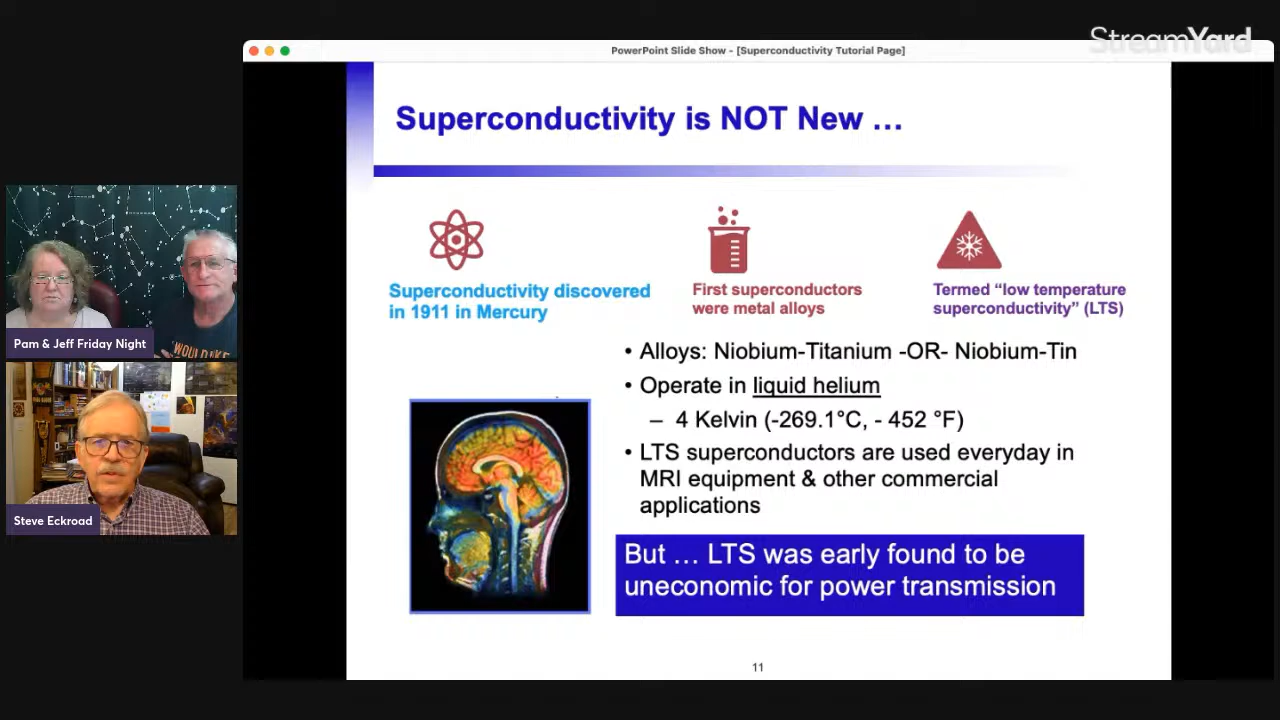 StreamYard
PowerPoint Slide Show - [Superconductivity Tutorial Page]
Superconductivity is NOT New …
Superconductivity discovered
in 1911 in Mercury
First superconductors
were metal alloys
Termed “low temperature
superconductivity” (LTS)
• Alloys: Niobium-Titanium -OR- Niobium-Tin
• Operate in liquid helium
– 4 Kelvin (-269.1°C, - 452 °F)
• LTS superconductors are used everyday in
MRI equipment & other commercial
applications
But … LTS was early found to be
uneconomic for power transmission
11
Pam & Jeff Friday Night
Steve Eckroad